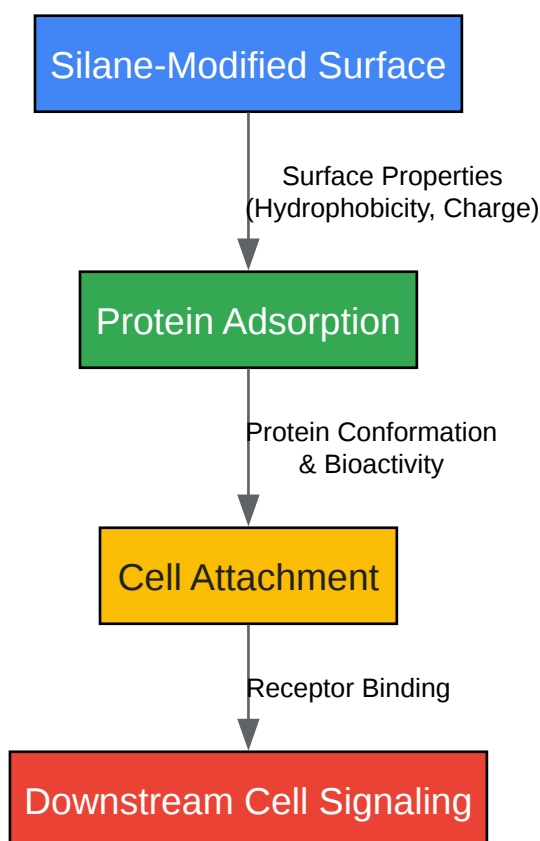 Silane-Modified Surface
Surface Properties
(Hydrophobicity, Charge)
Protein Adsorption
Protein Conformation
& Bioactivity
Cell Attachment
Receptor Binding
Downstream Cell Signaling